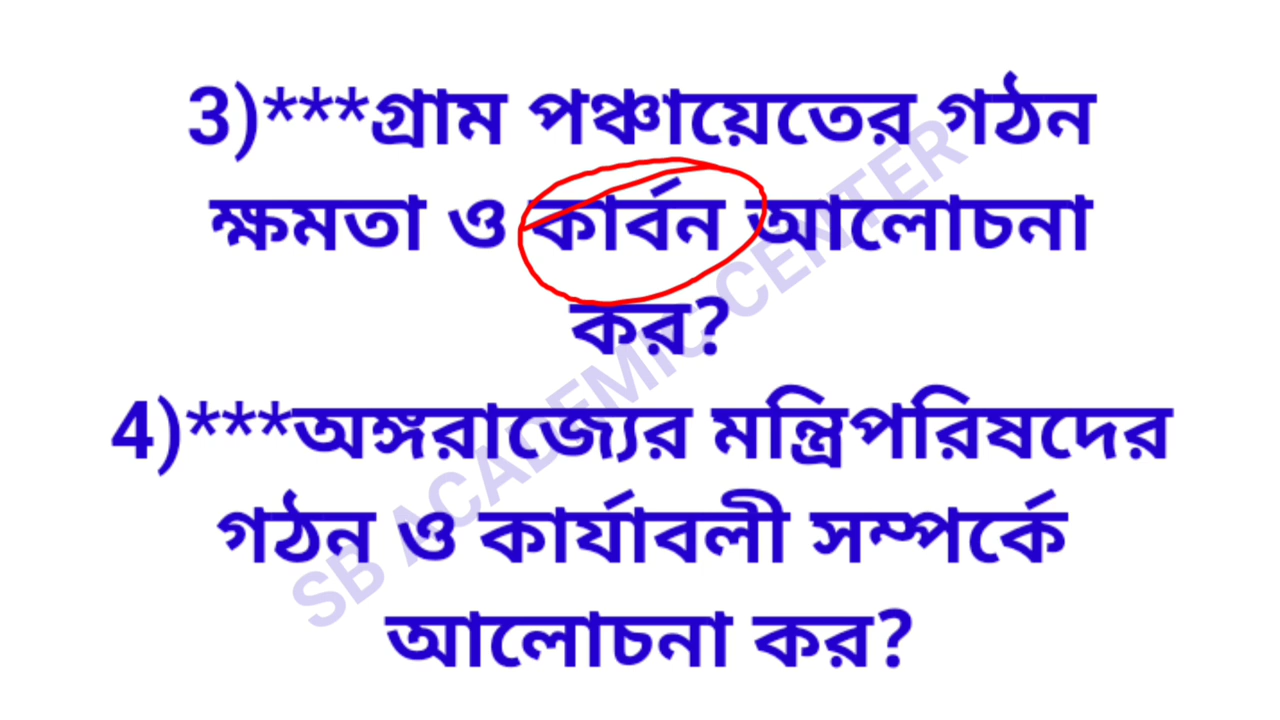 3)***গ্রাম পঞ্চায়েতের গঠন
ক্ষমতা ও কার্বন আলোচনা
কর?
4)***অঙ্গরাজ্যের মন্ত্রিপরিষদের
গঠন ও কার্যাবলী সম্পর্কে
আলোচনা কর?
SB ACADEMIC CENTER